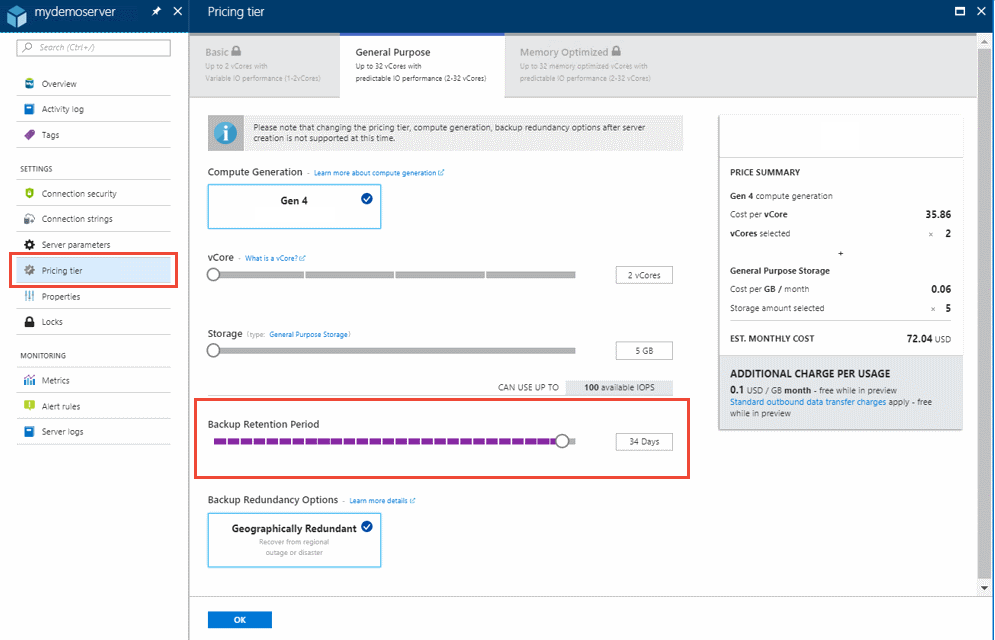 mydemoserver
Search (Ctrl+/)
Overview
Activity log
Tags
SETTINGS
Connection security
Connection strings
Server parameters
Pricing tier
Properties
Locks
MONITORING
Metrics
Alert rules
Server logs
Pricing tier
Basic
Up to 2 vCores with
Variable IO performance (1-2vCores)
General Purpose
Up to 32 vCores with
predictable IO performance (2-32 vCores)
Memory Optimized
Up to 32 memory optimized vCores with
predictable IO performance (2-32 vCores)
Please note that changing the pricing tier, compute generation, backup redundancy options after server
creation is not supported at this time.
Compute Generation - Learn more about compute generation
Gen 4
vCore - What is a vCore?
2 vCores
Storage (type: General Purpose Storage)
5 GB
CAN USE UP TO 100 available IOPS
Backup Retention Period
34 Days
Backup Redundancy Options - Learn more details
Geographically Redundant
Recover from regional
outage or disaster
OK
PRICE SUMMARY
Gen 4 compute generation
Cost per vCore 35.86
vCores selected × 2
+
General Purpose Storage
Cost per GB / month 0.06
Storage amount selected × 5
EST. MONTHLY COST 72.04 USD
ADDITIONAL CHARGE PER USAGE
0.1 USD / GB month - free while in preview
Standard outbound data transfer charges apply - free
while in preview